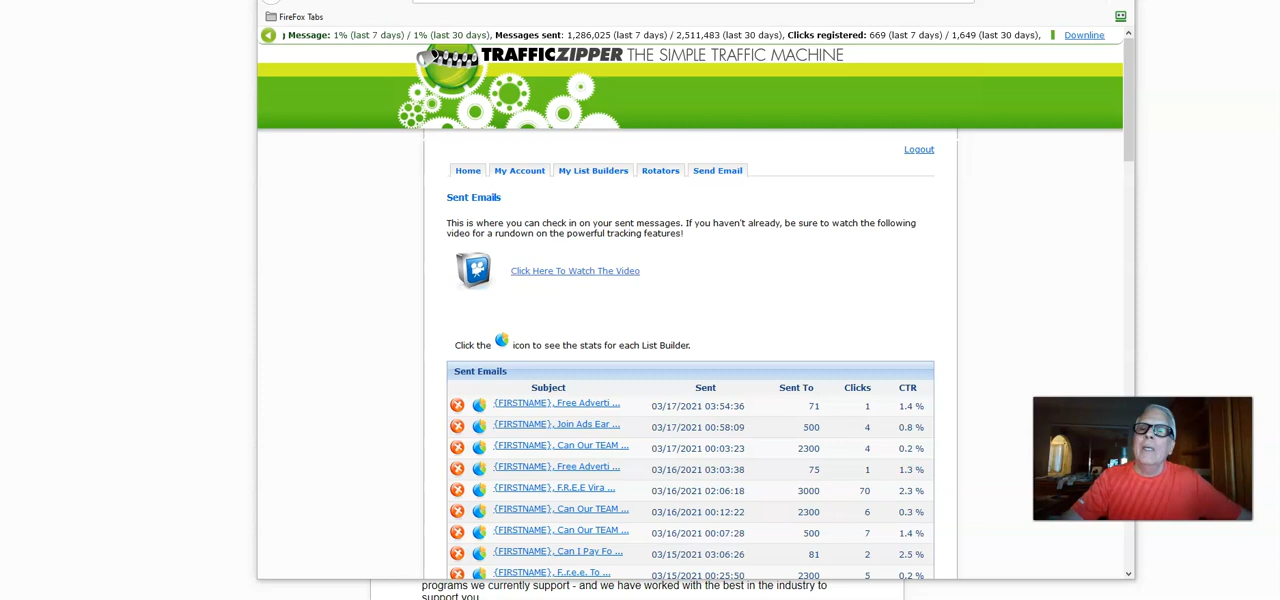 FireFox Tabs
Message: 1% (last 7 days) / 1% (last 30 days), Messages sent: 1,286,025 (last 7 days) / 2,511,483 (last 30 days), Clicks registered: 669 (last 7 days) / 1,649 (last 30 days), Downline
TRAFFICZIPPER THE SIMPLE TRAFFIC MACHINE
Logout
Home My Account My List Builders Rotators Send Email
Sent Emails
This is where you can check in on your sent messages. If you haven't already, be sure to watch the following
video for a rundown on the powerful tracking features!
Click Here To Watch The Video
Click the icon to see the stats for each List Builder.
Sent Emails
Subject Sent Sent To Clicks CTR
{FIRSTNAME}, Free Adverti ... 03/17/2021 03:54:36 71 1 1.4 %
{FIRSTNAME}, Join Ads Ear ... 03/17/2021 00:58:09 500 4 0.8 %
{FIRSTNAME}, Can Our TEAM ... 03/17/2021 00:03:23 2300 4 0.2 %
{FIRSTNAME}, Free Adverti ... 03/16/2021 03:03:38 75 1 1.3 %
{FIRSTNAME}, F.R.E.E Vira ... 03/16/2021 02:06:18 3000 70 2.3 %
{FIRSTNAME}, Can Our TEAM ... 03/16/2021 00:12:22 2300 6 0.3 %
{FIRSTNAME}, Can Our TEAM ... 03/16/2021 00:07:28 500 7 1.4 %
{FIRSTNAME}, Can I Pay Fo ... 03/15/2021 03:06:26 81 2 2.5 %
{FIRSTNAME}, F..r.e.e. To ... 03/15/2021 00:25:50 2300 5 0.2 %
programs we currently support - and we have worked with the best in the industry to
support you